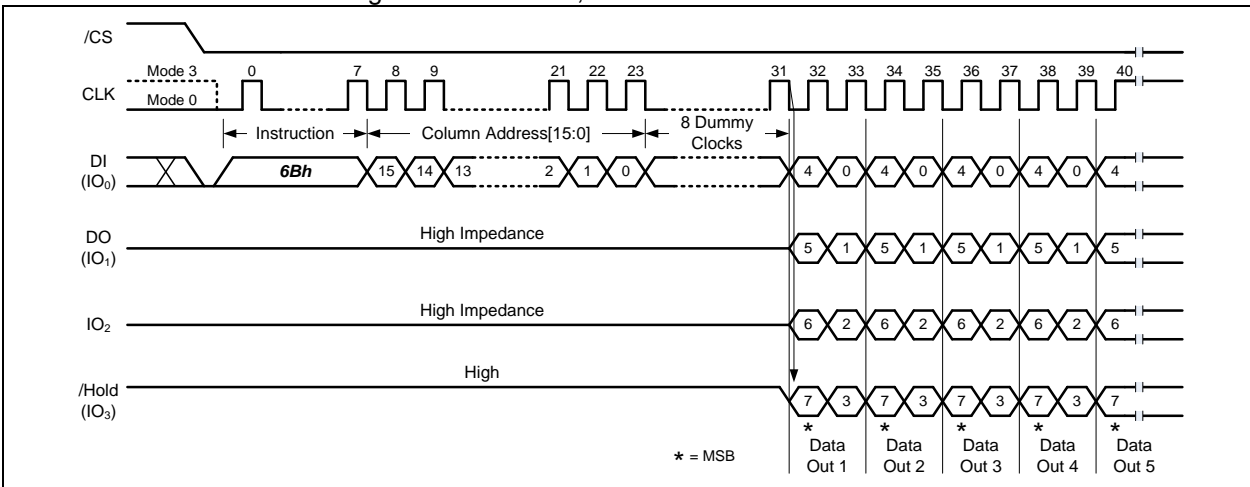 /CS
Mode 3 0 7 8 9 21 22 23 31 32 33 34 35 36 37 38 39 40
CLK
Mode 0
Instruction Column Address[15:0] 8 Dummy
Clocks
DI
(IO₀)
6Bh 15 14 13 2 1 0 4 0 4 0 4 0 4 0 4
DO
(IO₁)
High Impedance 5 1 5 1 5 1 5 1 5
IO₂
High Impedance 6 2 6 2 6 2 6 2 6
/Hold
(IO₃)
High 7 3 7 3 7 3 7 3 7
* * * * *
* = MSB
Data
Out 1
Data
Out 2
Data
Out 3
Data
Out 4
Data
Out 5